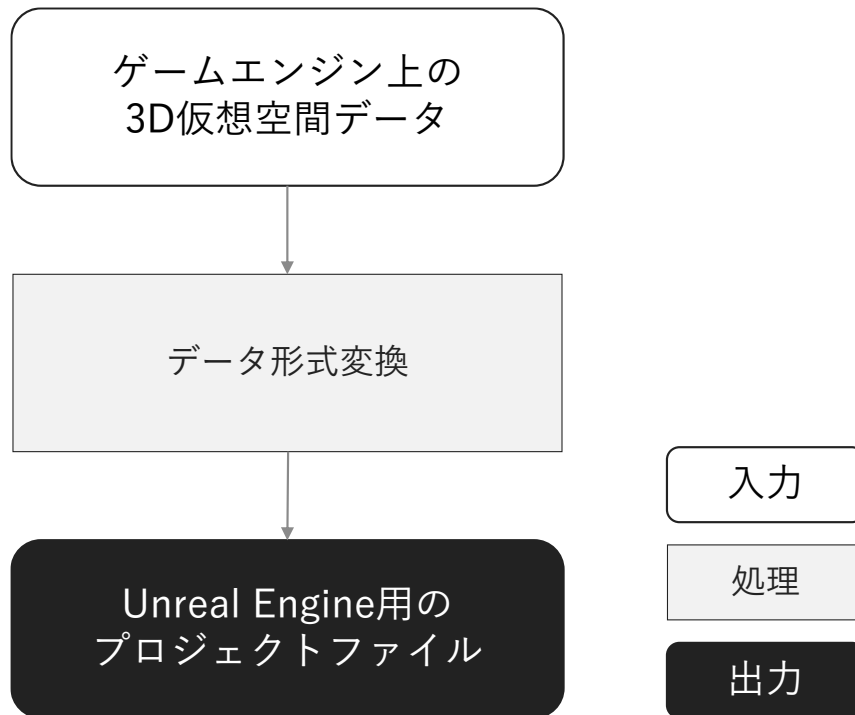 ゲームエンジン上の
3D仮想空間データ
データ形式変換
Unreal Engine用の
プロジェクトファイル
入力
処理
出力